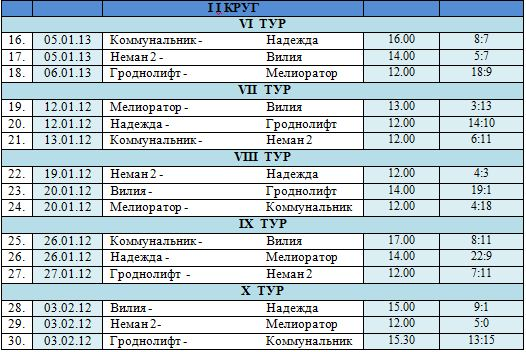 II КРУГ
VI ТУР
16. 05.01.13 Коммунальник - Надежда 16.00 8:7
17. 05.01.13 Неман 2 - Вилия 14.00 5:7
18. 06.01.13 Гроднолифт - Мелиоратор 12.00 18:9
VII ТУР
19. 12.01.12 Мелиоратор - Вилия 13.00 3:13
20. 12.01.12 Надежда - Гроднолифт 12.00 14:10
21. 13.01.12 Коммунальник - Неман 2 12.00 6:11
VIII ТУР
22. 19.01.12 Неман 2 - Надежда 12.00 4:3
23. 20.01.12 Вилия - Гроднолифт 14.00 19:1
24. 20.01.12 Мелиоратор - Коммунальник 12.00 4:18
IX ТУР
25. 26.01.12 Коммунальник - Вилия 17.00 8:11
26. 26.01.12 Надежда - Мелиоратор 14.00 22:9
27. 27.01.12 Гроднолифт - Неман 2 12.00 7:11
X ТУР
28. 03.02.12 Вилия - Надежда 15.00 9:1
29. 03.02.12 Неман 2- Мелиоратор 12.00 5:0
30. 03.02.12 Гроднолифт - Коммунальник 15.30 13:15